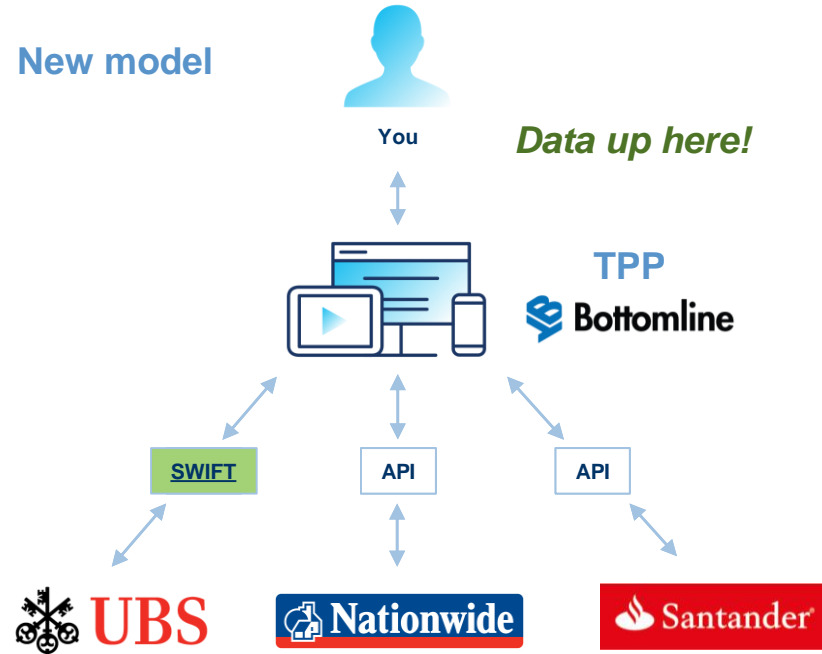 New model
You
Data up here!
TPP
Bottomline
SWIFT
API
API
UBS
Nationwide
Santander